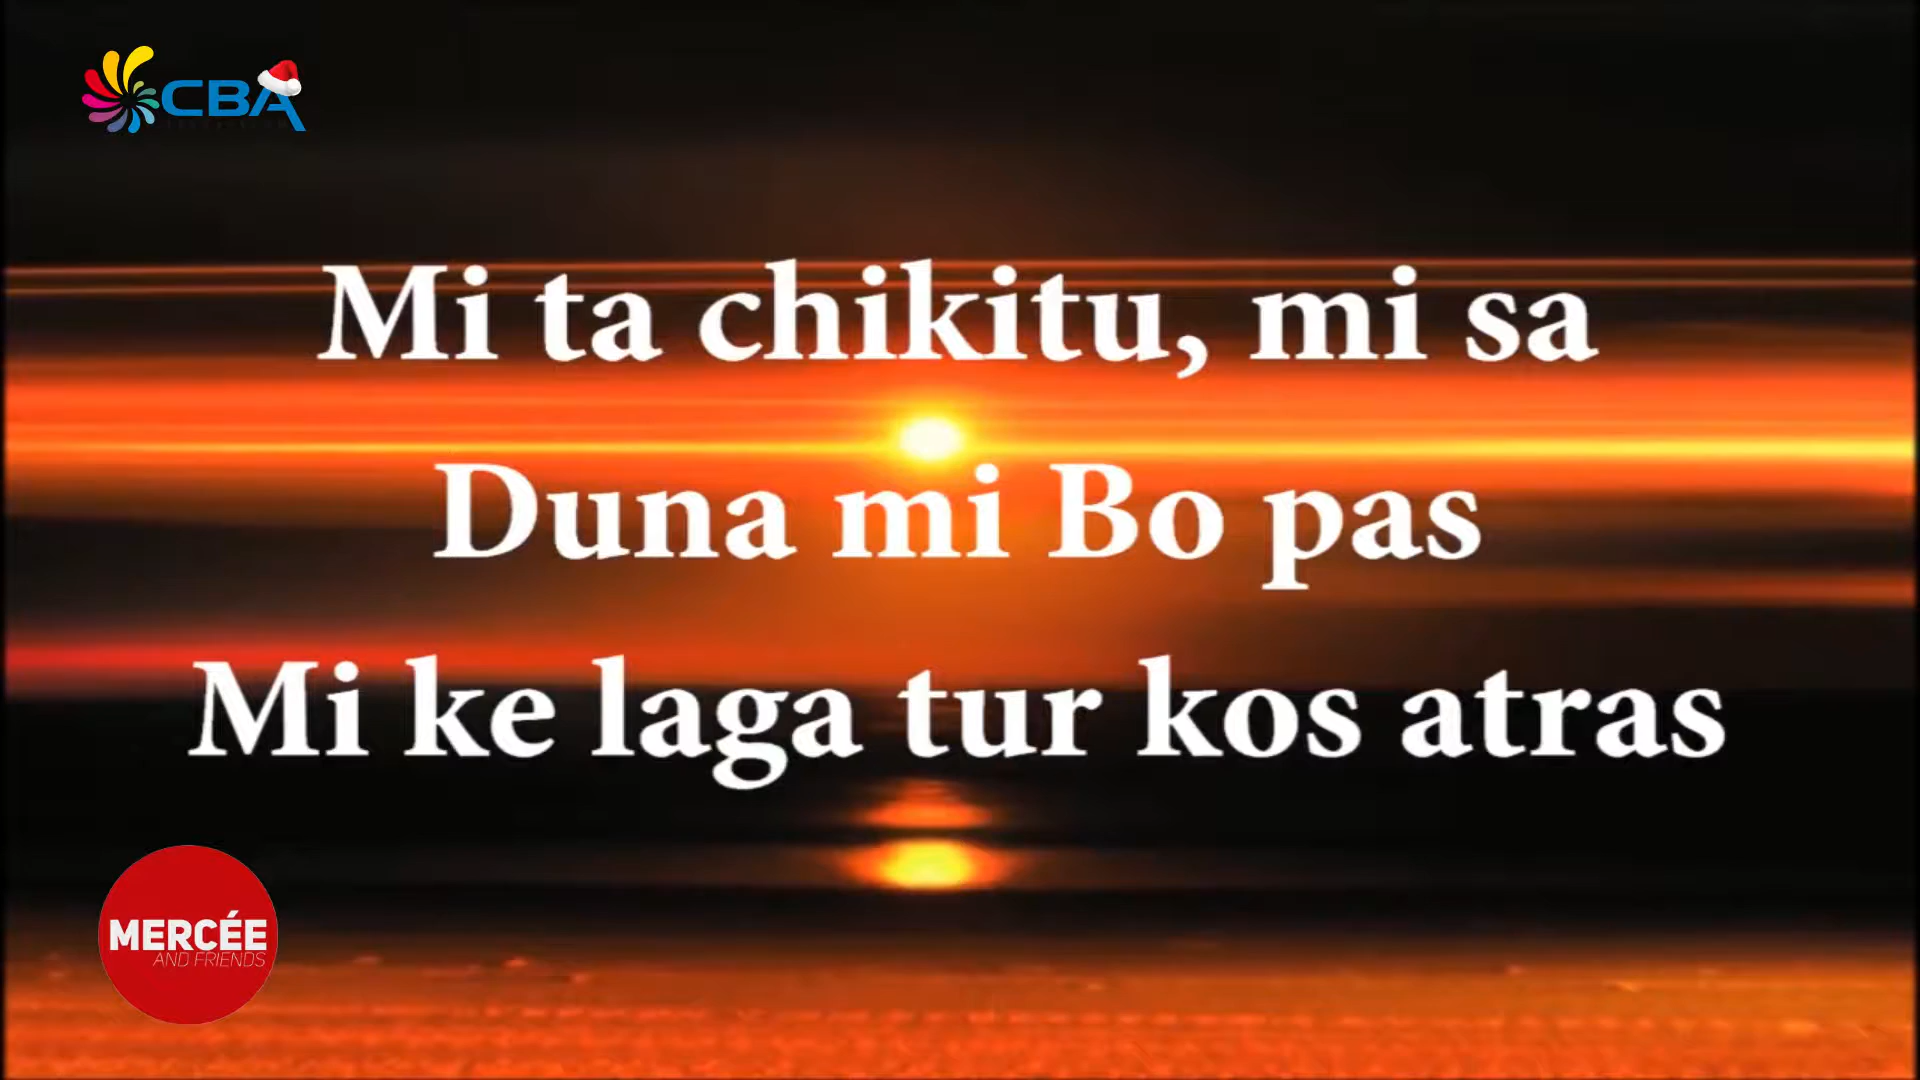 CBA
Mi ta chikitu, mi sa
Duna mi Bo pas
Mi ke laga tur kos atras
MERCÉE
AND FRIENDS